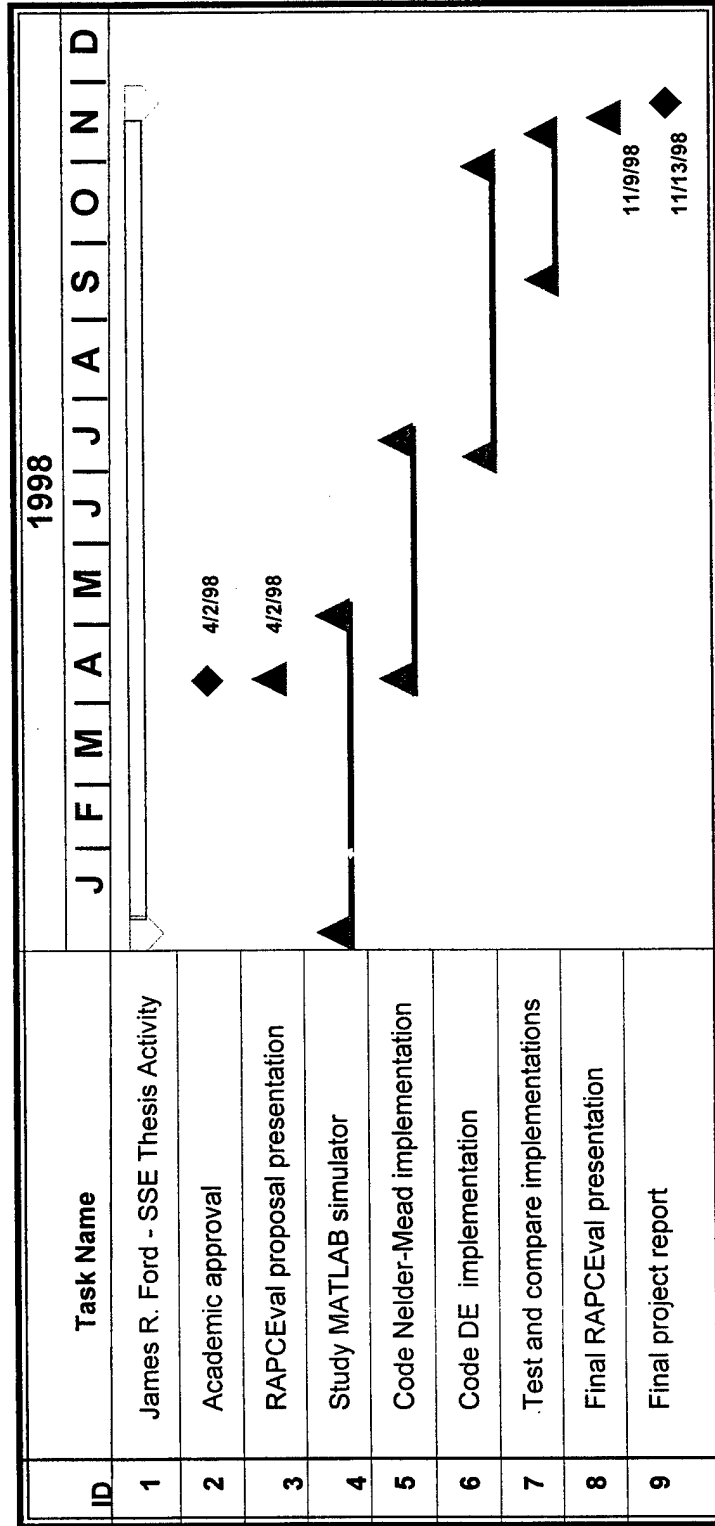 1998
ID Task Name J | F | M | A | M | J | J | A | S | O | N | D
1 James R. Ford - SSE Thesis Activity
2 Academic approval 4/2/98
3 RAPCEval proposal presentation 4/2/98
4 Study MATLAB simulator
5 Code Nelder-Mead implementation
6 Code DE implementation
7 Test and compare implementations
8 Final RAPCEval presentation 11/9/98
9 Final project report 11/13/98